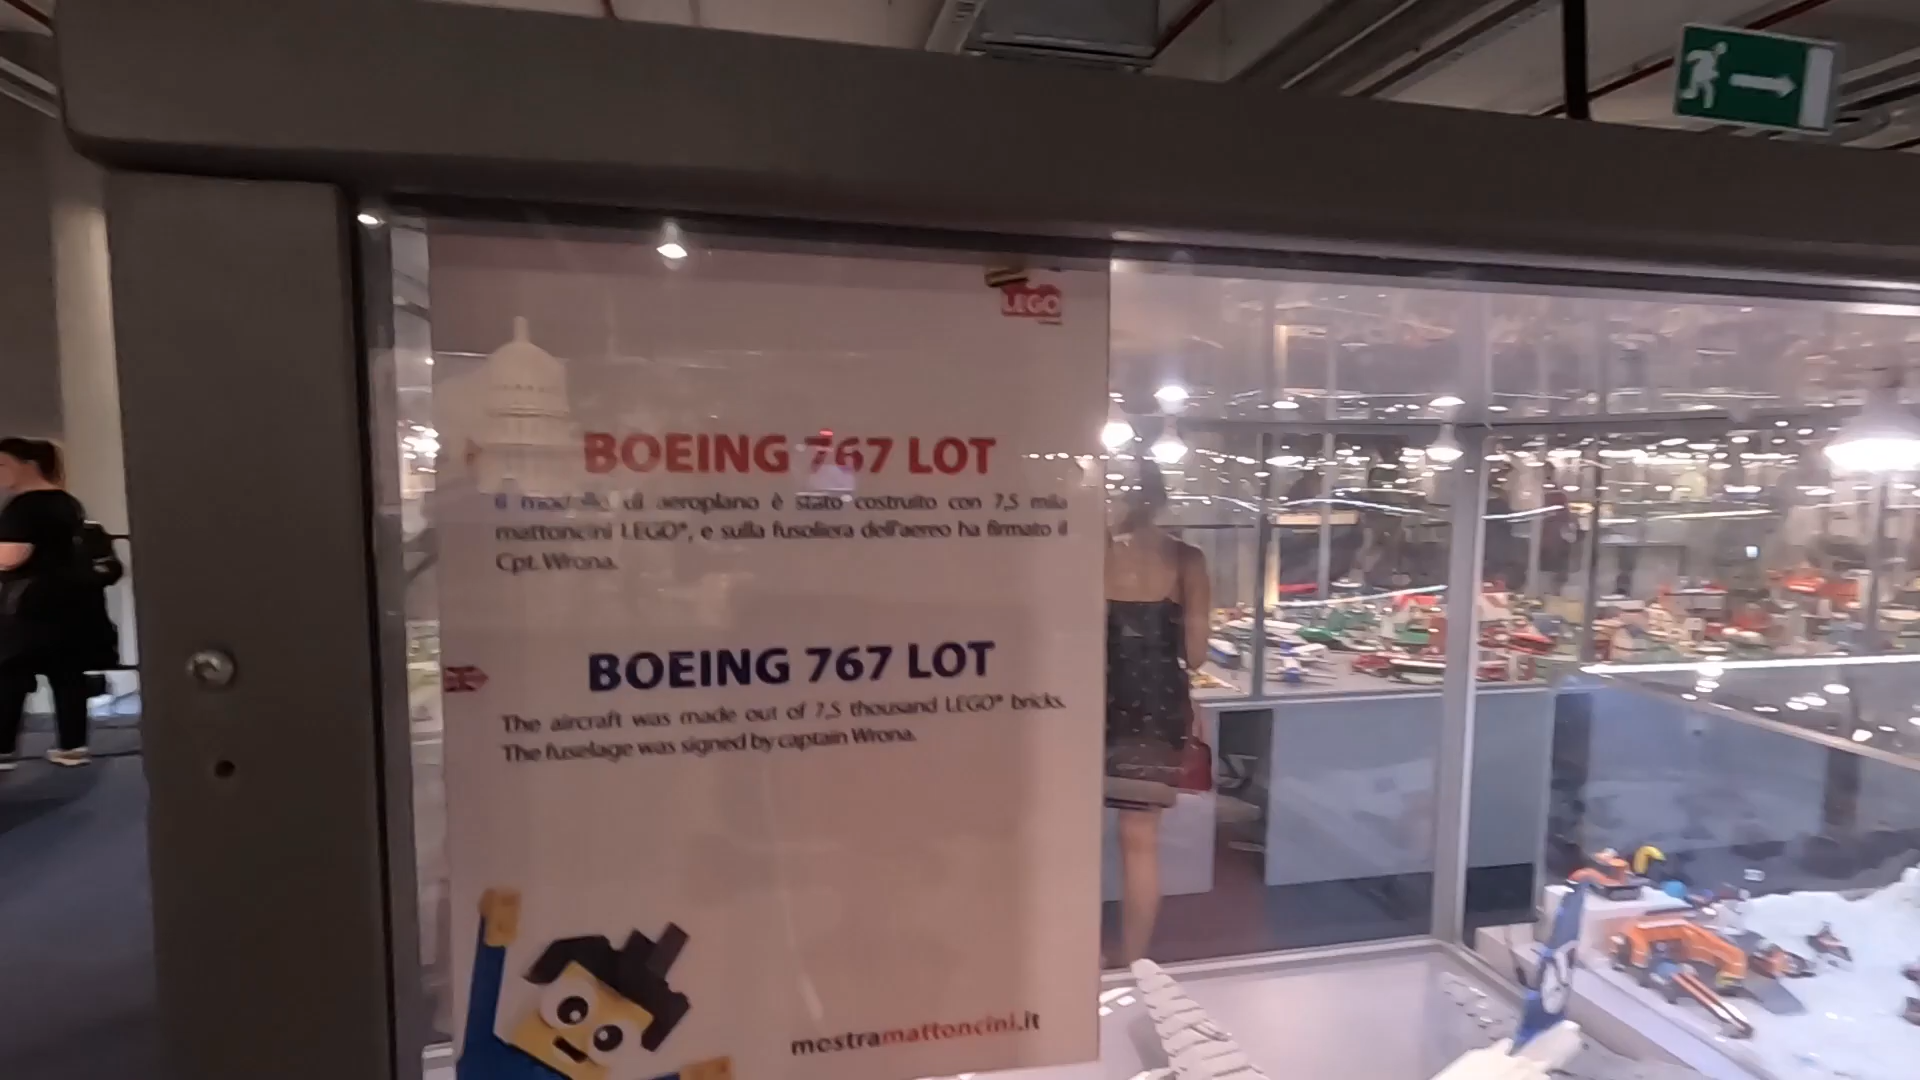 LEGO
BOEING 767 LOT
Il modello di aeroplano è stato costruito con 7,5 mila
mattoncini LEGO®, e sulla fusoliera dell'aereo ha firmato il
Cpt. Wrona.
BOEING 767 LOT
The aircraft was made out of 7,5 thousand LEGO® bricks.
The fuselage was signed by captain Wrona.
mostramattoncini.it